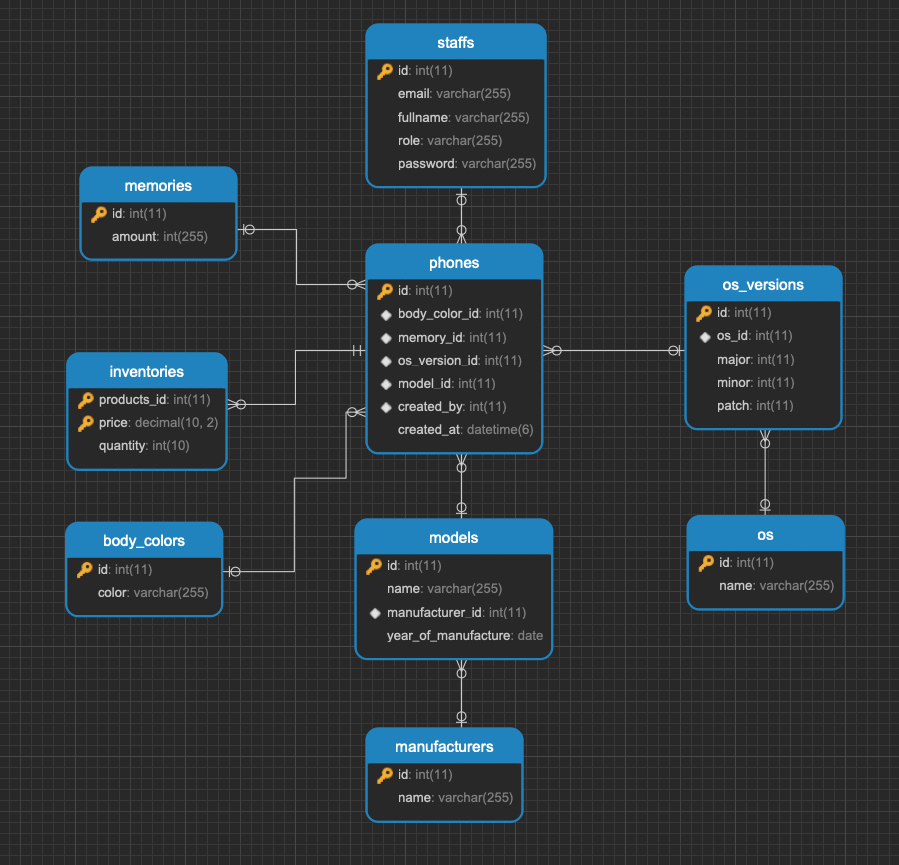 staffs
id: int(11)
email: varchar(255)
fullname: varchar(255)
role: varchar(255)
password: varchar(255)
memories
id: int(11)
amount: int(255)
phones
id: int(11)
body_color_id: int(11)
memory_id: int(11)
os_version_id: int(11)
model_id: int(11)
created_by: int(11)
created_at: datetime(6)
os_versions
id: int(11)
os_id: int(11)
major: int(11)
minor: int(11)
patch: int(11)
inventories
products_id: int(11)
price: decimal(10, 2)
quantity: int(10)
body_colors
id: int(11)
color: varchar(255)
models
id: int(11)
name: varchar(255)
manufacturer_id: int(11)
year_of_manufacture: date
os
id: int(11)
name: varchar(255)
manufacturers
id: int(11)
name: varchar(255)